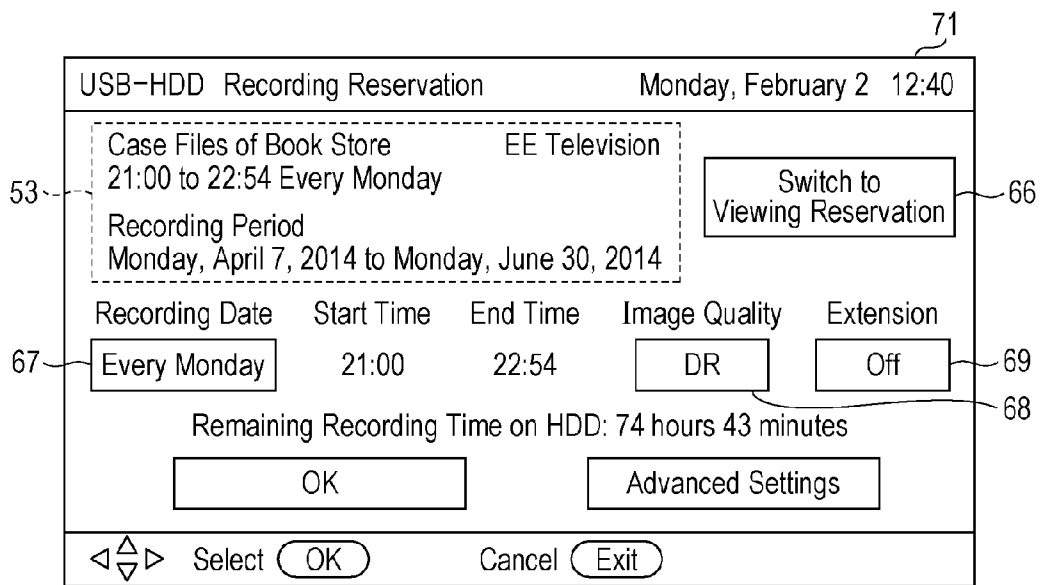 71
USB-HDD Recording Reservation Monday, February 2 12:40
Case Files of Book Store EE Television
21:00 to 22:54 Every Monday
53
Recording Period
Monday, April 7, 2014 to Monday, June 30, 2014
Switch to
Viewing Reservation
66
Recording Date Start Time End Time Image Quality Extension
67 Every Monday 21:00 22:54 DR Off 69
68
Remaining Recording Time on HDD: 74 hours 43 minutes
OK Advanced Settings
Select OK Cancel Exit